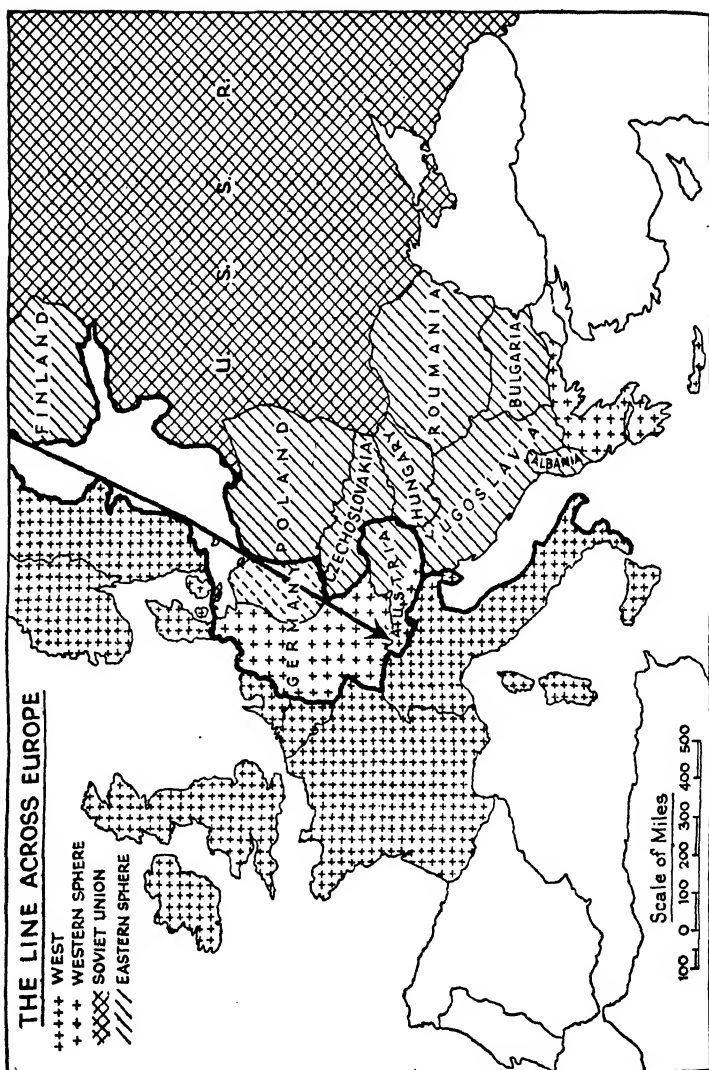 THE LINE ACROSS EUROPE
WEST
WESTERN SPHERE
SOVIET UNION
EASTERN SPHERE
FINLAND
U. S. S. R.
POLAND
GERMAN
CZECHOSLOVAKIA
AUSTRIA
HUNGARY
ROUMANIA
YUGOSLAVIA
BULGARIA
ALBANIA
Scale of Miles
100 0 100 200 300 400 500